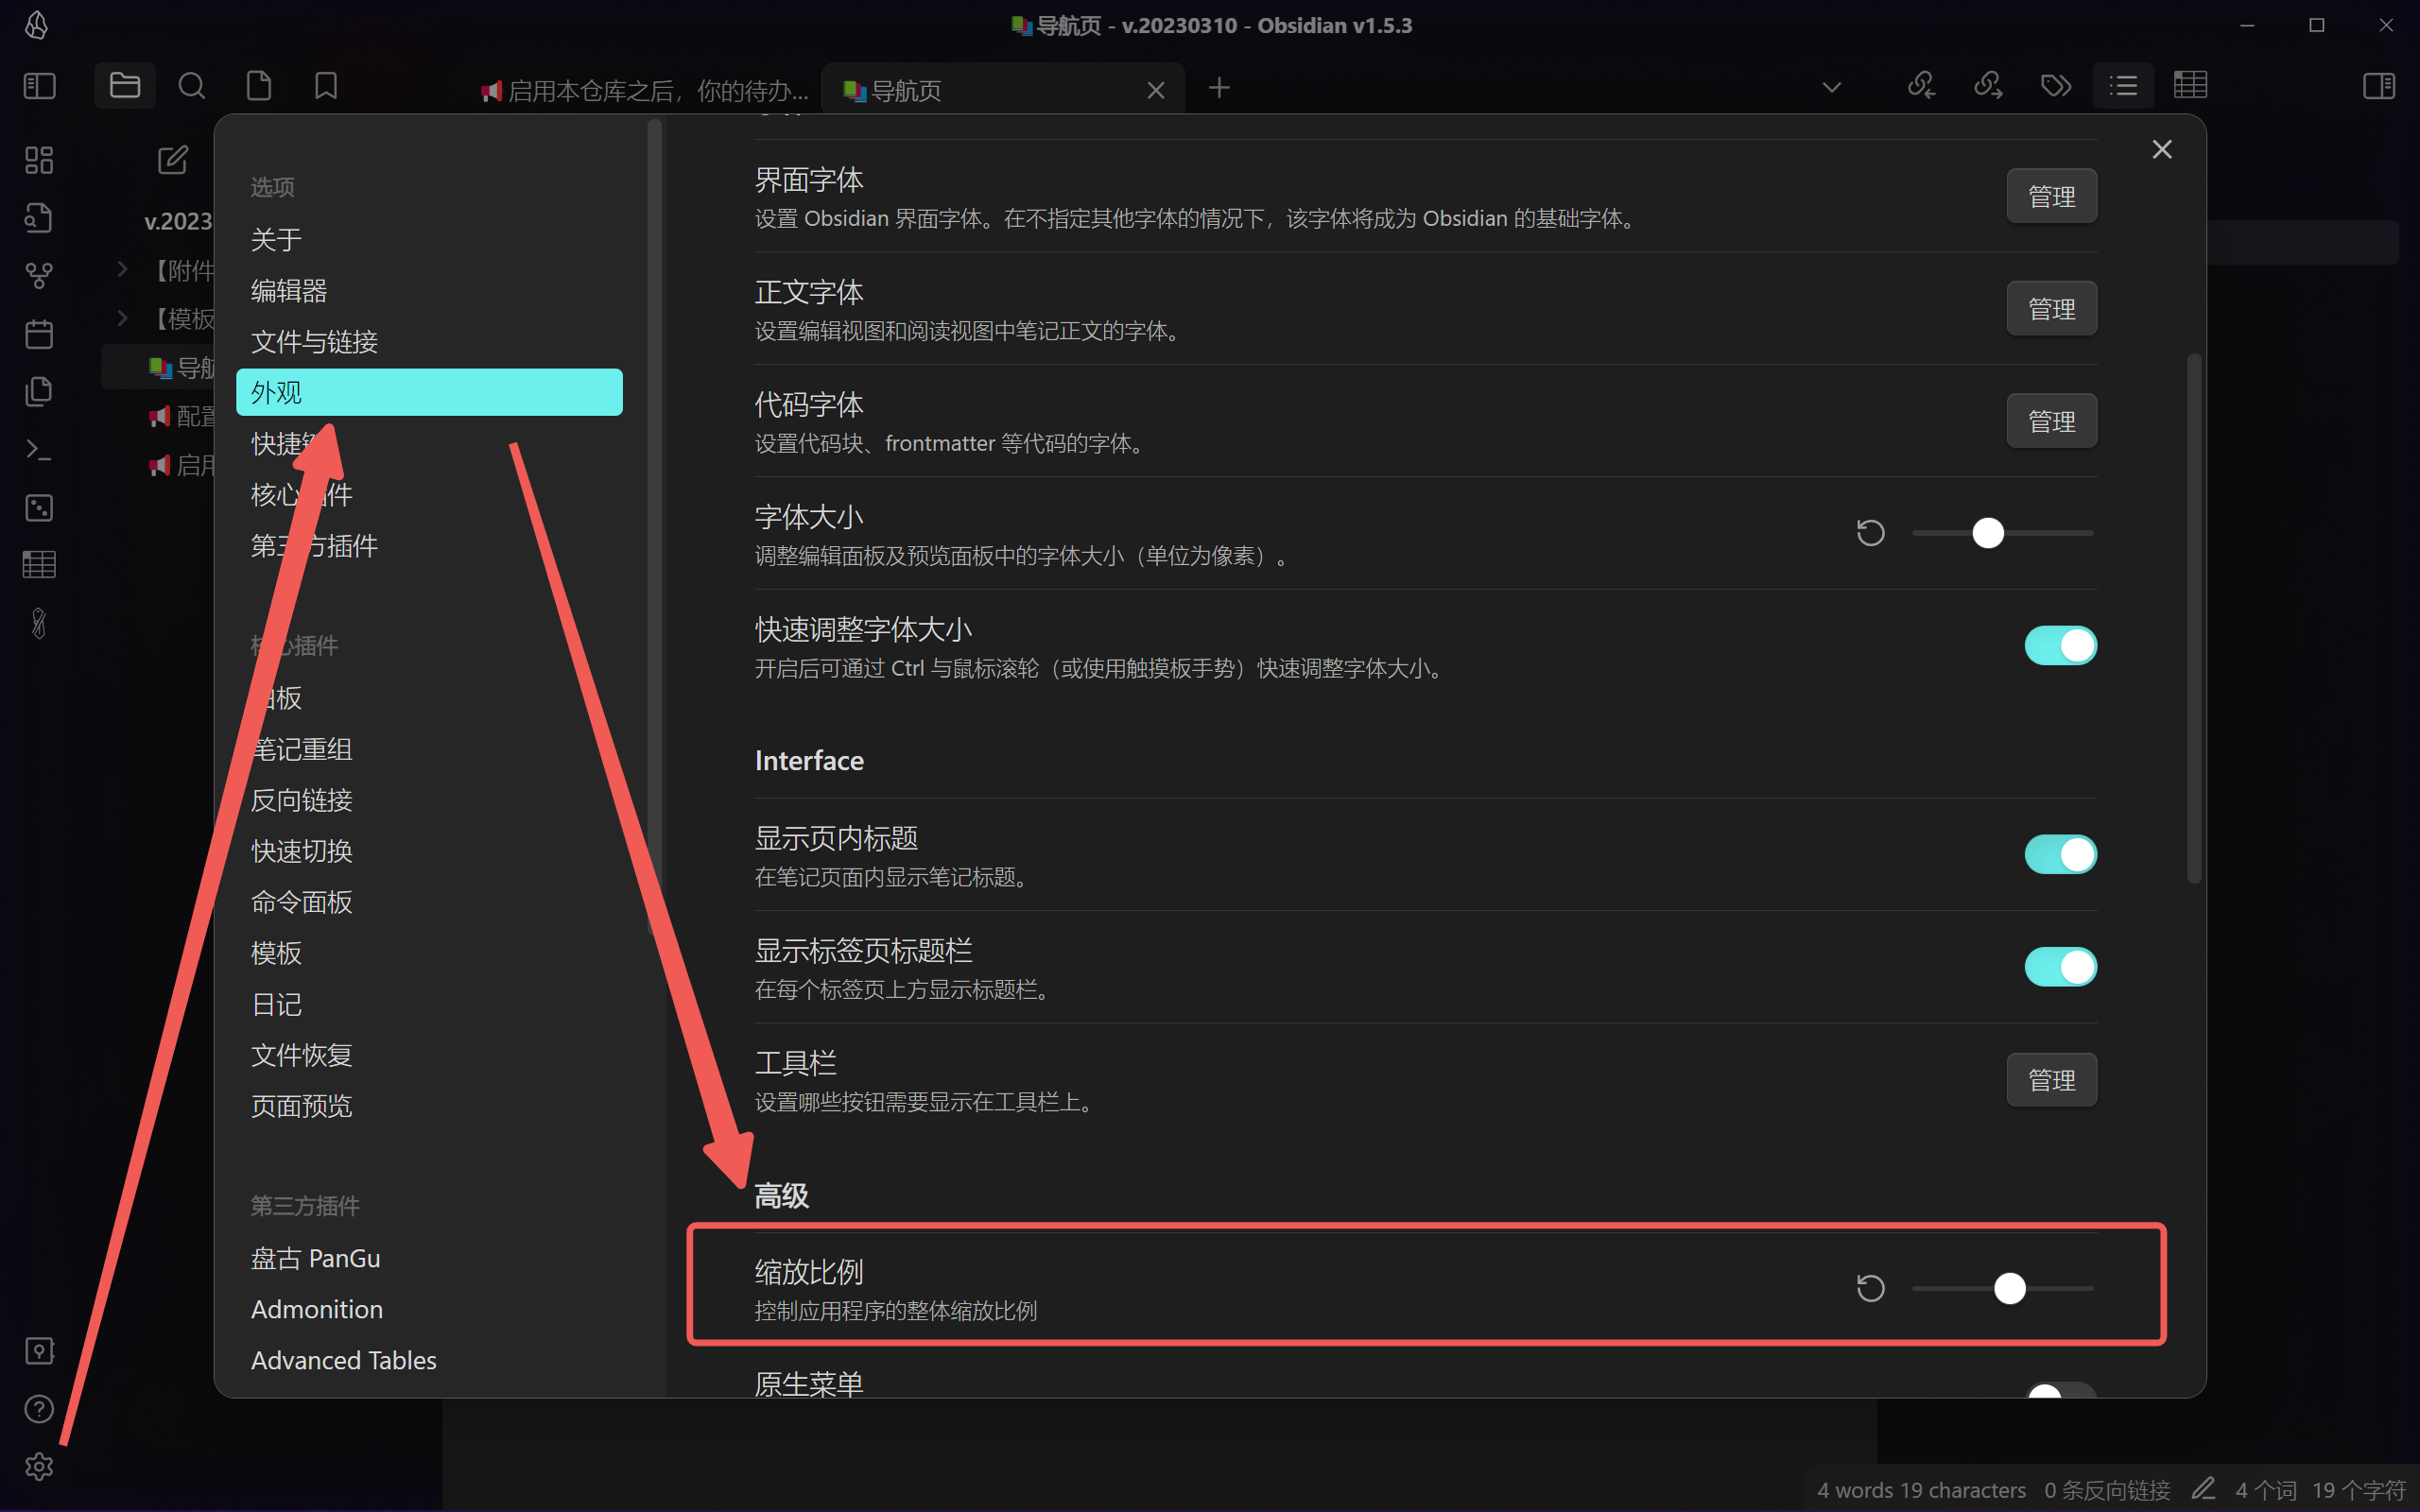 导航页 - v.20230310 - Obsidian v1.5.3
启用本仓库之后，你的待办...
导航页
v.2023
【附件
【模板
导航
配置
启用
选项
关于
编辑器
文件与链接
外观
快捷
核心插件
第三方插件
核心插件
白板
笔记重组
反向链接
快速切换
命令面板
模板
日记
文件恢复
页面预览
第三方插件
盘古 PanGu
Admonition
Advanced Tables
界面字体
设置 Obsidian 界面字体。在不指定其他字体的情况下，该字体将成为 Obsidian 的基础字体。
管理
正文字体
设置编辑视图和阅读视图中笔记正文的字体。
管理
代码字体
设置代码块、frontmatter 等代码的字体。
管理
字体大小
调整编辑面板及预览面板中的字体大小（单位为像素）。
快速调整字体大小
开启后可通过 Ctrl 与鼠标滚轮（或使用触摸板手势）快速调整字体大小。
Interface
显示页内标题
在笔记页面内显示笔记标题。
显示标签页标题栏
在每个标签页上方显示标题栏。
工具栏
设置哪些按钮需要显示在工具栏上。
管理
高级
缩放比例
控制应用程序的整体缩放比例
原生菜单
4 words 19 characters 0 条反向链接 4 个词 19 个字符